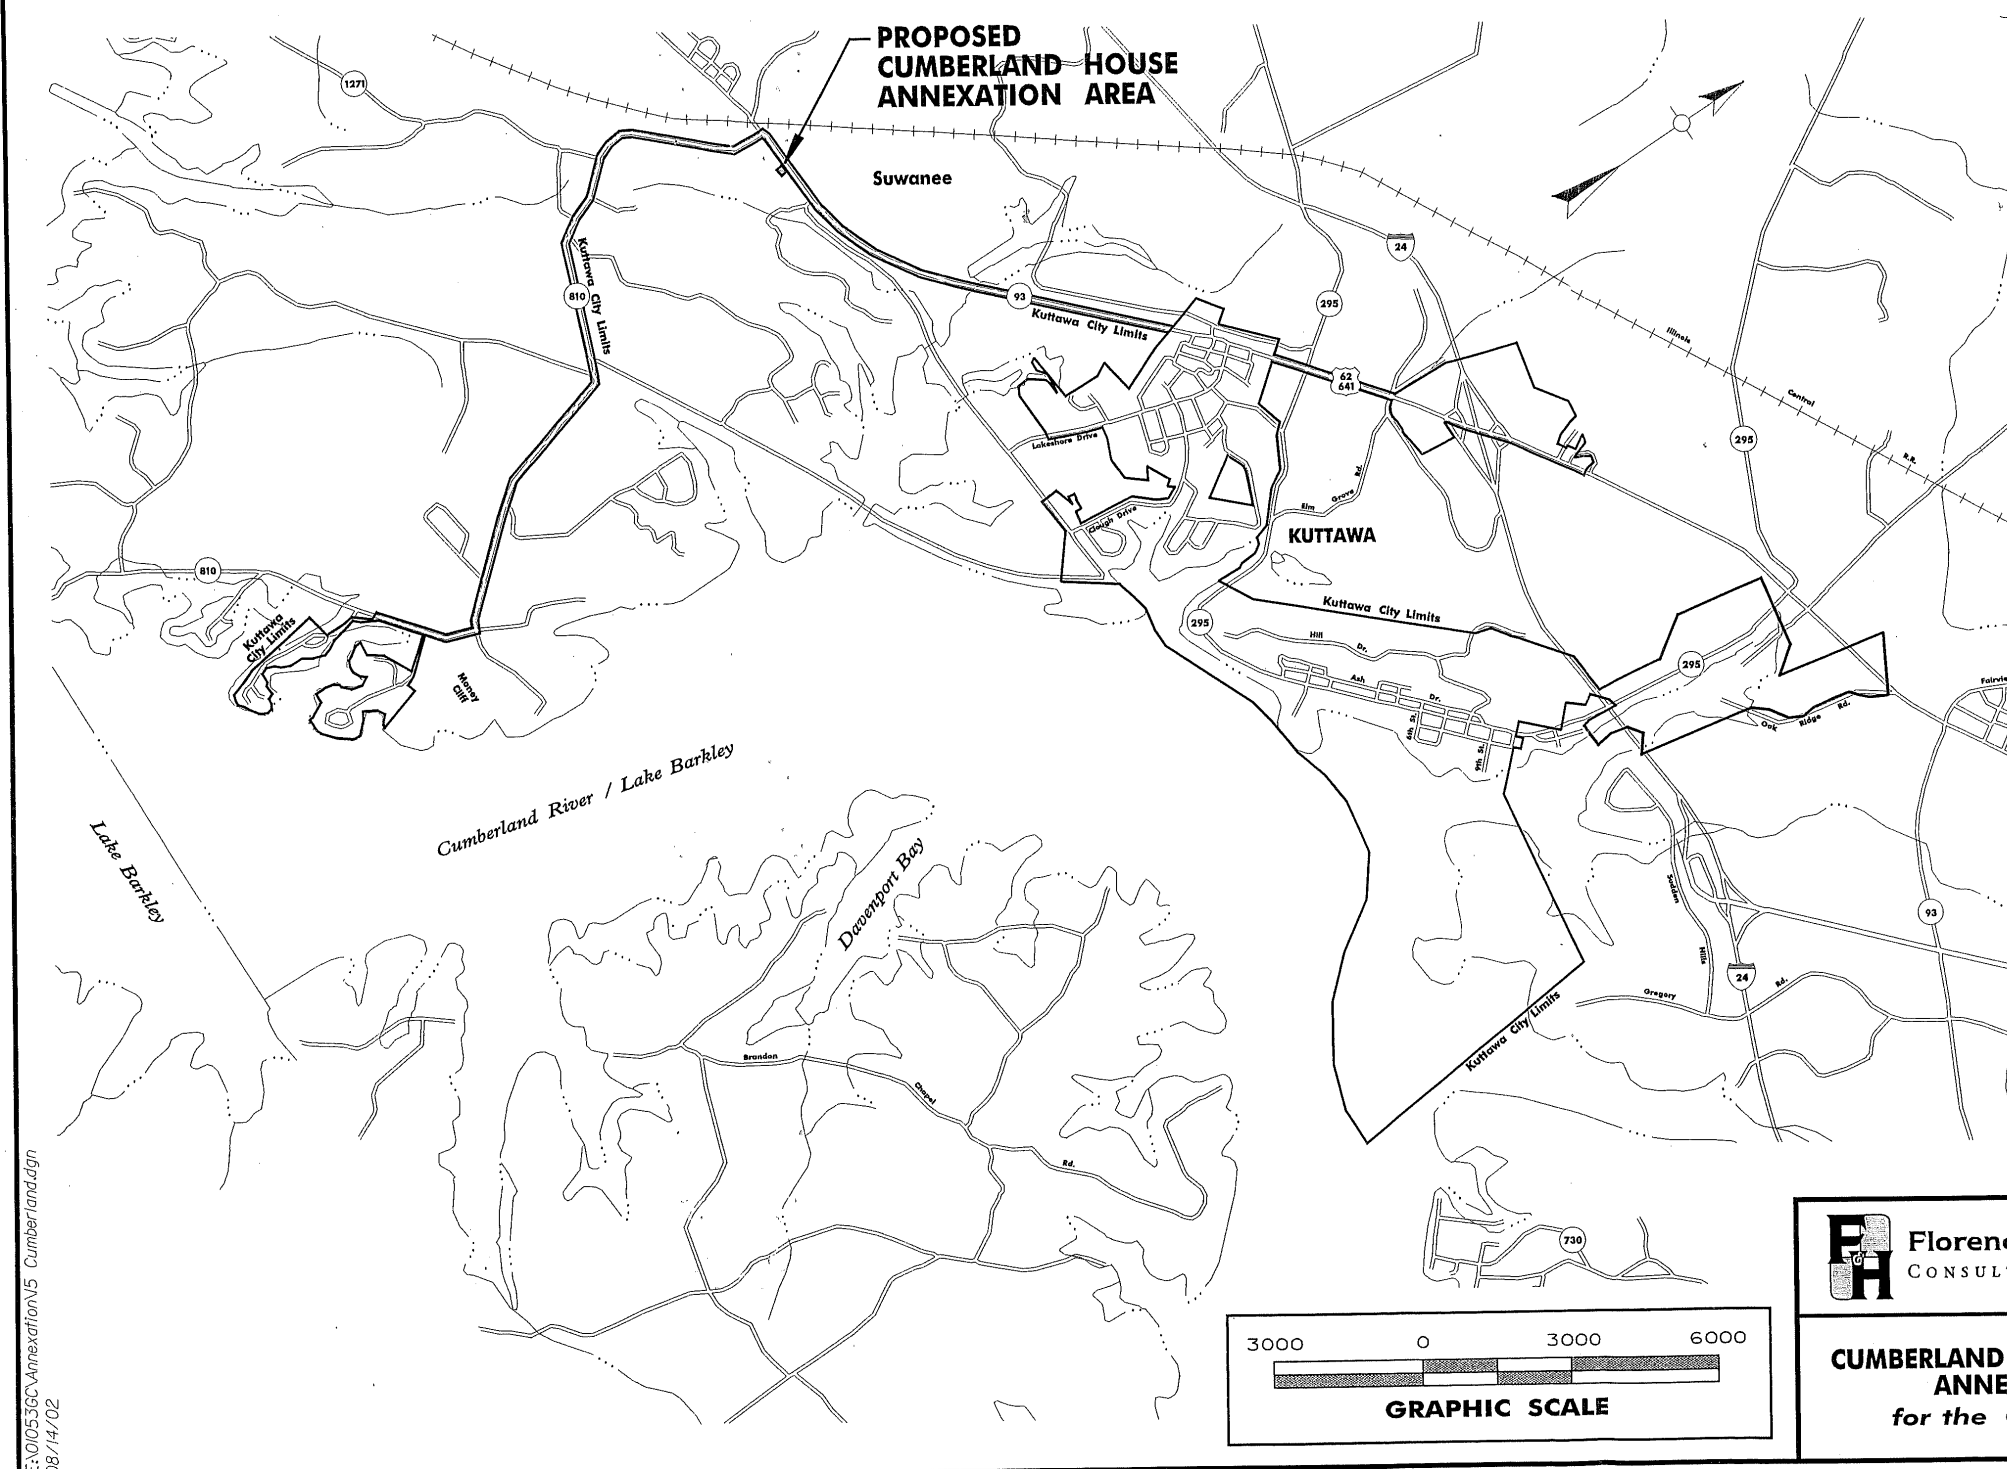 PROPOSED
CUMBERLAND HOUSE
ANNEXATION AREA
1271
Suwanee
24
Kuttawa City Limits
810
93
Kuttawa City Limits
295
62
641
Illinois
Central
R.R.
295
Lakeshore Drive
Clough Drive
Elm Grove Rd.
KUTTAWA
810
Kuttawa
City Limits
Money
Cliff
Kuttawa City Limits
295
Hill Dr.
Ash Dr.
6th St.
9th St.
295
Oak Ridge Rd.
Cumberland River / Lake Barkley
Lake Barkley
Davenport Bay
Hills
93
24
Gregory Rd.
Kuttawa City Limits
Brandon
Chapel
Rd.
730
3000 0 3000 6000
GRAPHIC SCALE
F&H
Floren
CONSUL
CUMBERLAND
ANNE
for the
Cumberland.dgn
08/14/02